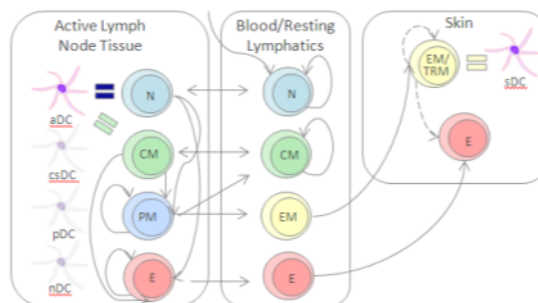 Active Lymph
Node Tissue
Blood/Resting
Lymphatics
Skin
N
N
EM/
TRM
sDC
aDC
CM
CM
E
csDC
PM
EM
pDC
E
E
nDC